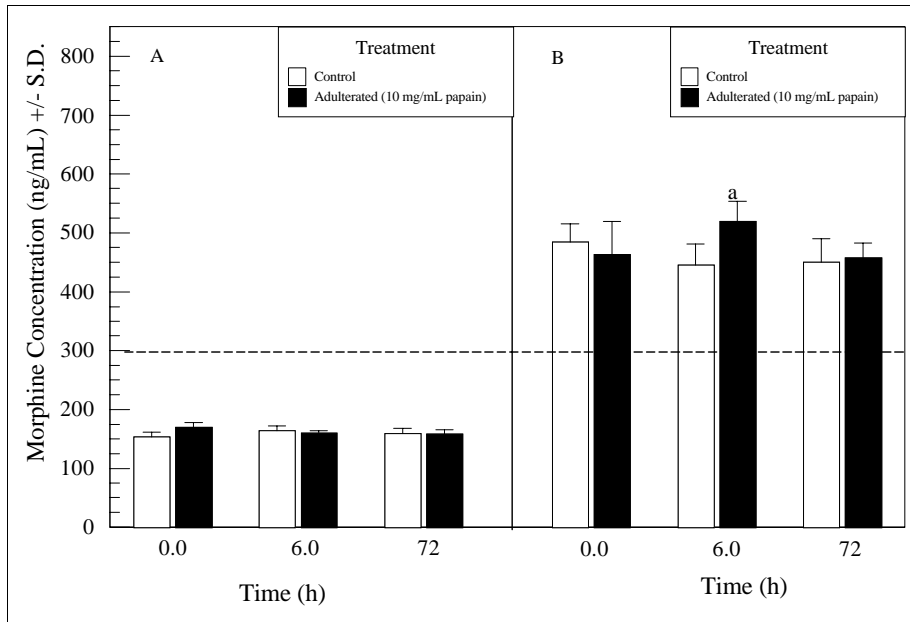 Morphine Concentration (ng/mL) +/- S.D.
800
700
600
500
400
300
200
100
0
A
Treatment
Control
Adulterated (10 mg/mL papain)
0.0 6.0 72
Time (h)
B
Treatment
Control
Adulterated (10 mg/mL papain)
a
0.0 6.0 72
Time (h)